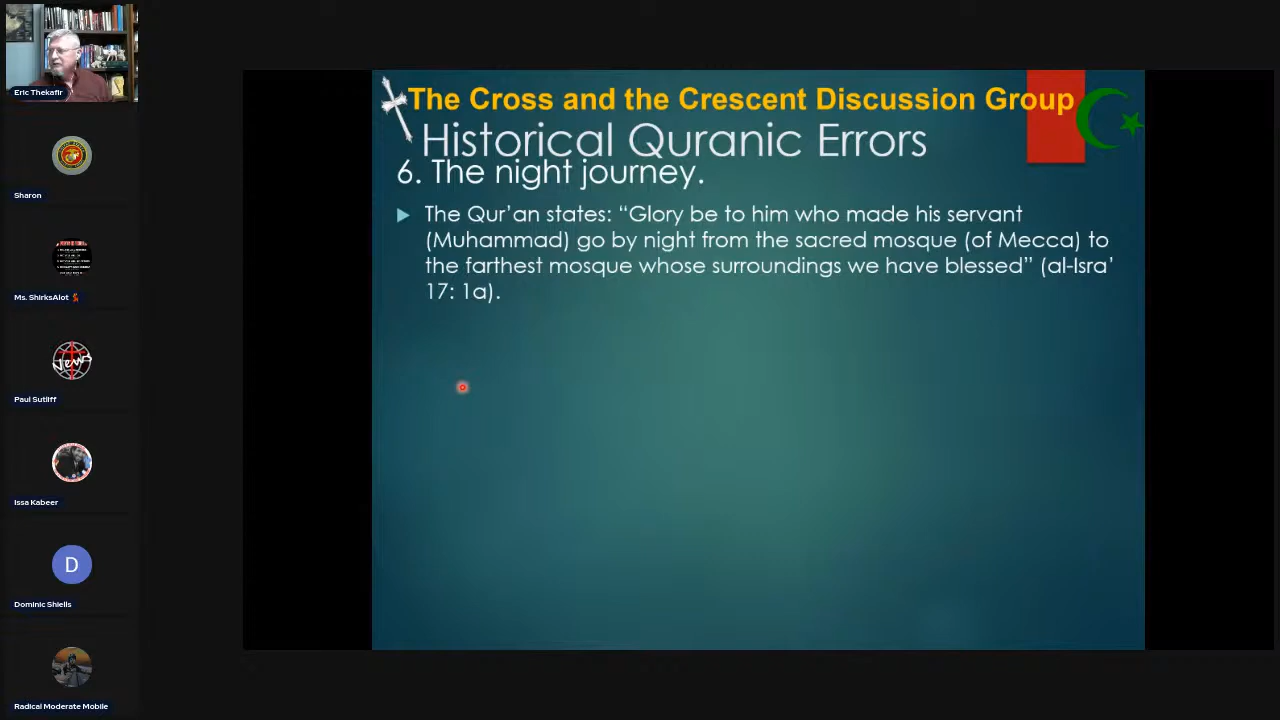 Eric Thekafir
Sharon
Ms. ShirksAlot
News
Paul Sutliff
Issa Kabeer
D
Dominic Shiells
Radical Moderate Mobile
The Cross and the Crescent Discussion Group
Historical Quranic Errors
6. The night journey.
The Qur’an states: “Glory be to him who made his servant
(Muhammad) go by night from the sacred mosque (of Mecca) to
the farthest mosque whose surroundings we have blessed” (al-Isra’
17: 1a).